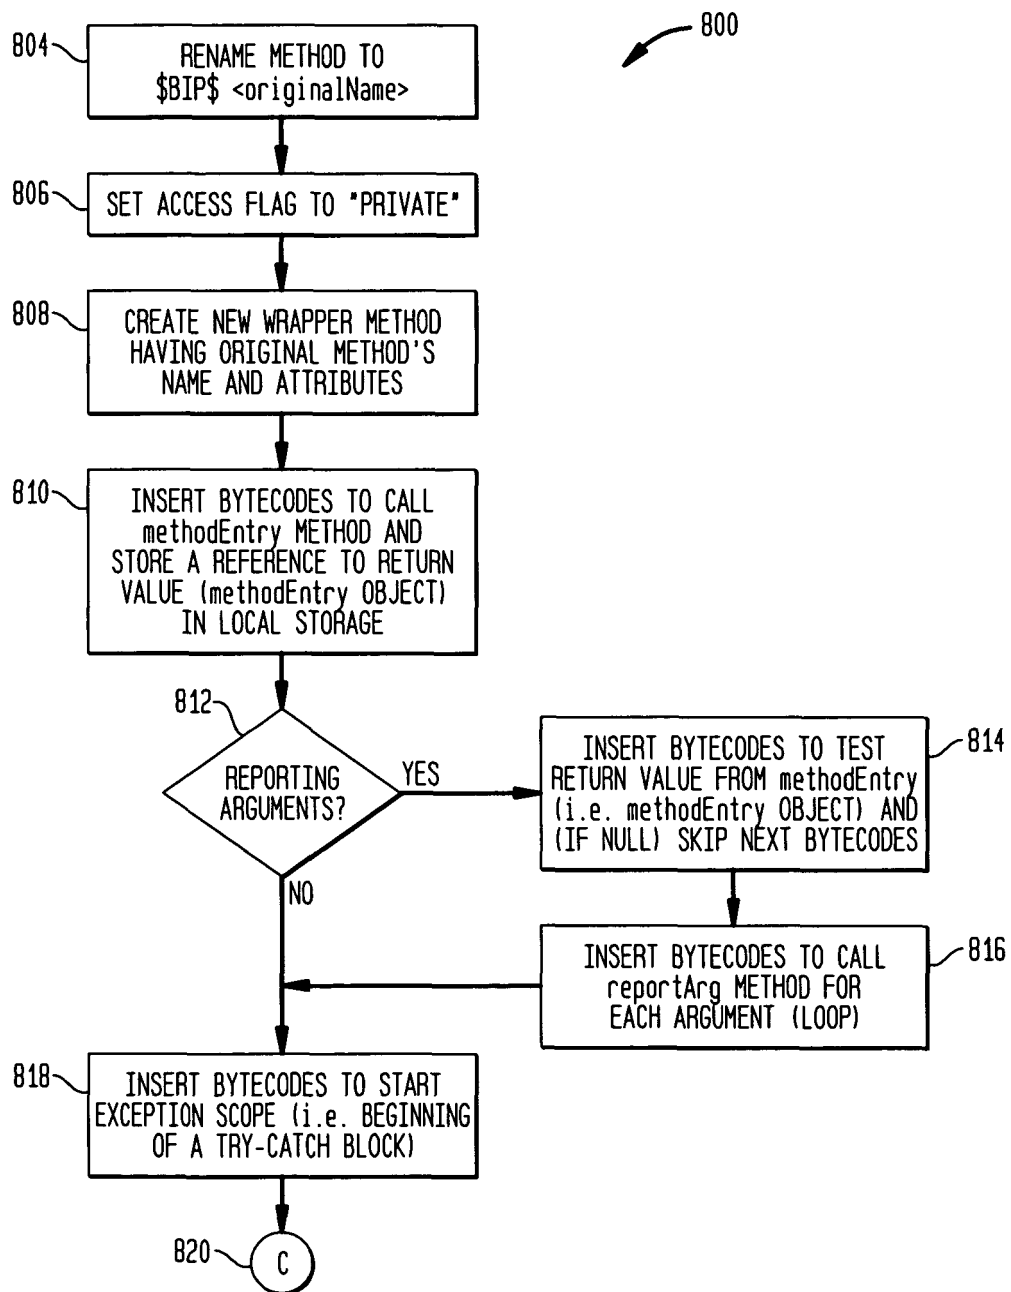 800
804
RENAME METHOD TO
$BIP$ <originalName>
806
SET ACCESS FLAG TO "PRIVATE"
808
CREATE NEW WRAPPER METHOD
HAVING ORIGINAL METHOD'S
NAME AND ATTRIBUTES
810
INSERT BYTECODES TO CALL
methodEntry METHOD AND
STORE A REFERENCE TO RETURN
VALUE (methodEntry OBJECT)
IN LOCAL STORAGE
812
REPORTING
ARGUMENTS?
YES
NO
814
INSERT BYTECODES TO TEST
RETURN VALUE FROM methodEntry
(i.e. methodEntry OBJECT) AND
(IF NULL) SKIP NEXT BYTECODES
816
INSERT BYTECODES TO CALL
reportArg METHOD FOR
EACH ARGUMENT (LOOP)
818
INSERT BYTECODES TO START
EXCEPTION SCOPE (i.e. BEGINNING
OF A TRY-CATCH BLOCK)
820
C